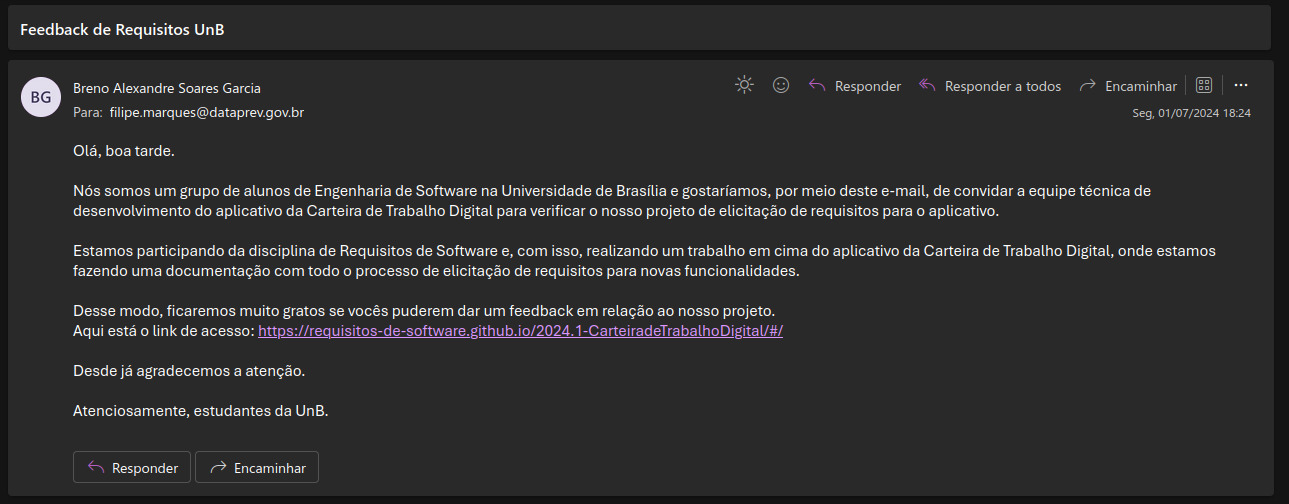 Feedback de Requisitos UnB
BG
Breno Alexandre Soares Garcia
Responder
Responder a todos
Encaminhar
Para: filipe.marques@dataprev.gov.br
Seg, 01/07/2024 18:24
Olá, boa tarde.
Nós somos um grupo de alunos de Engenharia de Software na Universidade de Brasília e gostaríamos, por meio deste e-mail, de convidar a equipe técnica de
desenvolvimento do aplicativo da Carteira de Trabalho Digital para verificar o nosso projeto de elicitação de requisitos para o aplicativo.
Estamos participando da disciplina de Requisitos de Software e, com isso, realizando um trabalho em cima do aplicativo da Carteira de Trabalho Digital, onde estamos
fazendo uma documentação com todo o processo de elicitação de requisitos para novas funcionalidades.
Desse modo, ficaremos muito gratos se vocês puderem dar um feedback em relação ao nosso projeto.
Aqui está o link de acesso: https://requisitos-de-software.github.io/2024.1-CarteiradeTrabalhoDigital/#/
Desde já agradecemos a atenção.
Atenciosamente, estudantes da UnB.
Responder
Encaminhar